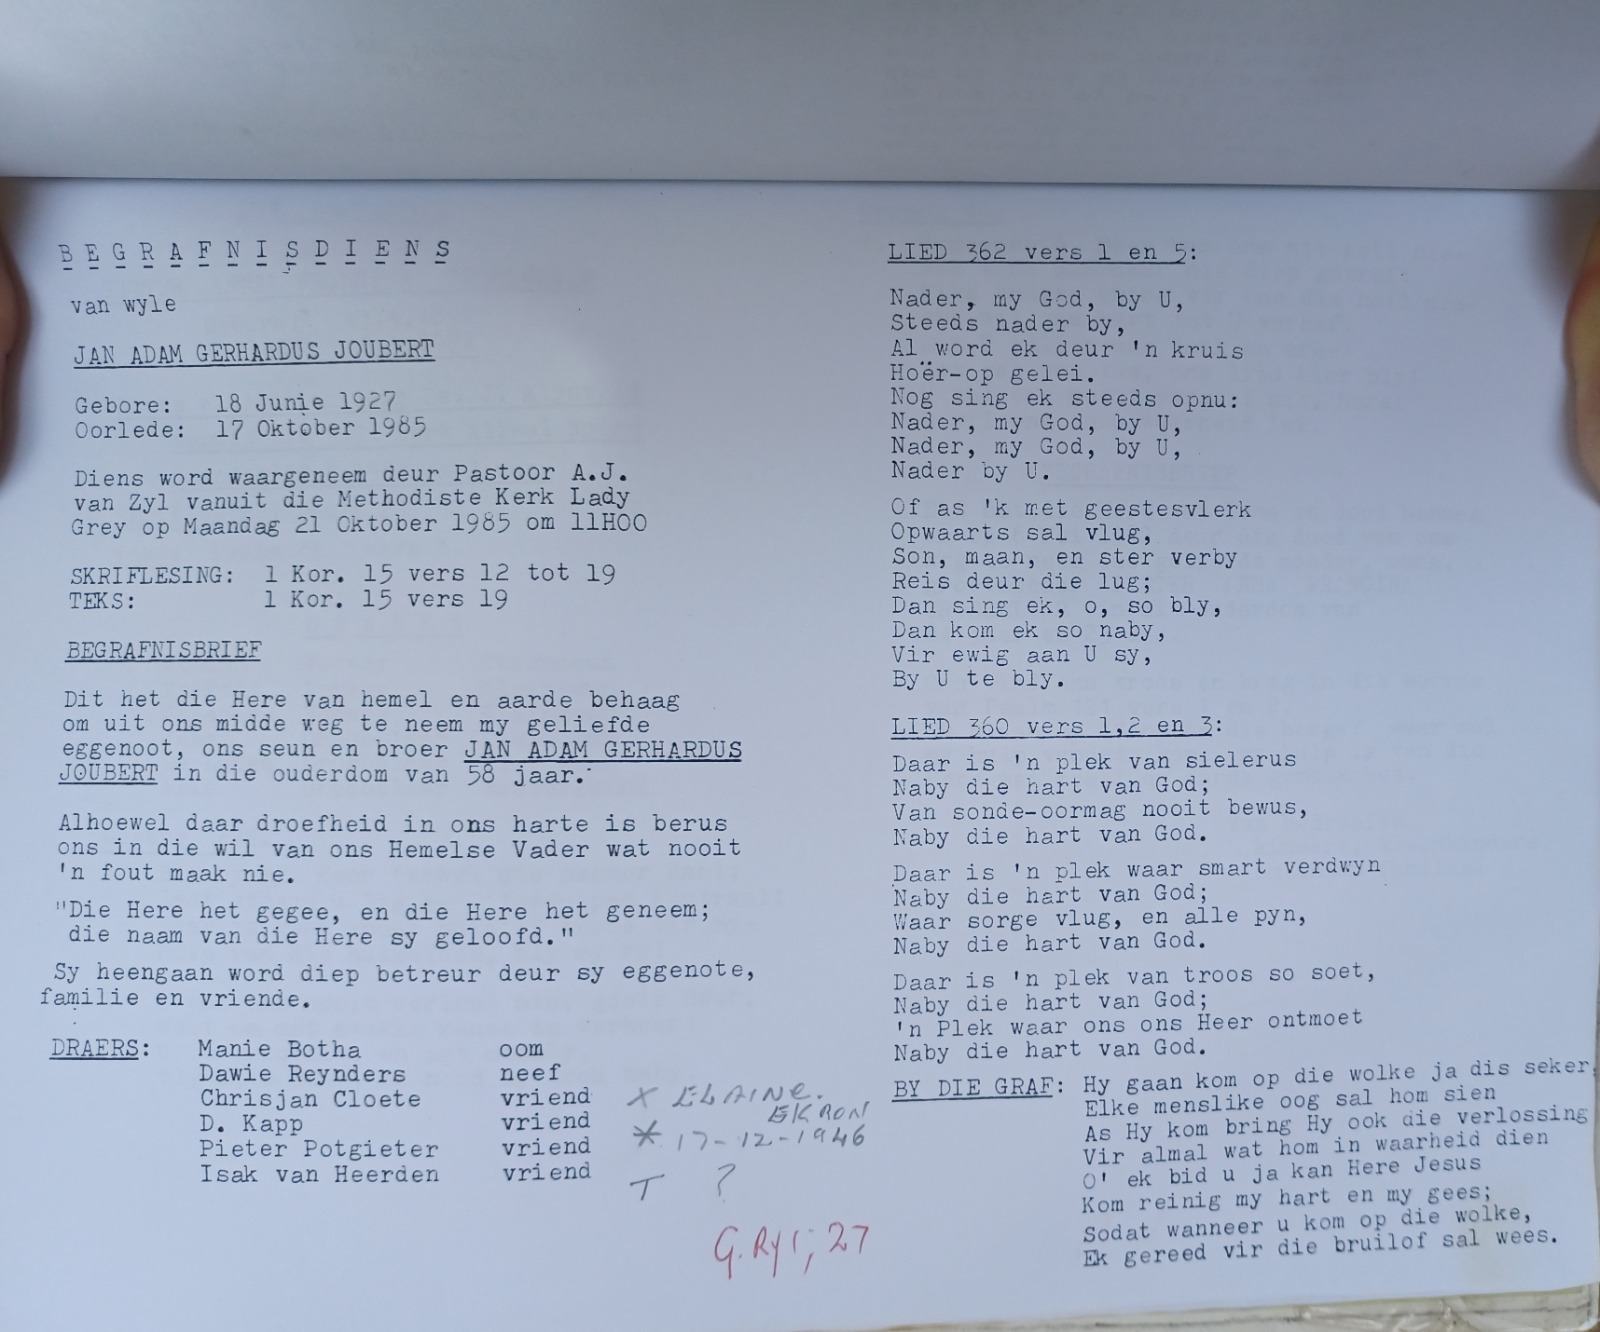 BEGRAFNISDIENS
van wyle
JAN ADAM GERHARDUS JOUBERT
Gebore: 18 Junie 1927
Oorlede: 17 Oktober 1985
Diens word waargeneem deur Pastoor A.J.
van Zyl vanuit die Methodiste Kerk Lady
Grey op Maandag 21 Oktober 1985 om 11H00
SKRIFLESING: 1 Kor. 15 vers 12 tot 19
TEKS: 1 Kor. 15 vers 19
BEGRAFNISBRIEF
Dit het die Here van hemel en aarde behaag
om uit ons midde weg te neem my geliefde
eggenoot, ons seun en broer JAN ADAM GERHARDUS
JOUBERT in die ouderdom van 58 jaar.
Alhoewel daar droefheid in ons harte is berus
ons in die wil van ons Hemelse Vader wat nooit
'n fout maak nie.
"Die Here het gegee, en die Here het geneem;
die naam van die Here sy geloofd."
Sy heengaan word diep betreur deur sy eggenote,
familie en vriende.
DRAERS: Manie Botha oom
Dawie Reynders neef
Chrisjan Cloete vriend
D. Kapp vriend
Pieter Potgieter vriend
Isak van Heerden vriend
X ELAINE.
EKRON
* 17-12-1946
T ?
G. Ry 1; 27
LIED 362 vers 1 en 5:
Nader, my God, by U,
Steeds nader by,
Al word ek deur 'n kruis
Hoër-op gelei.
Nog sing ek steeds opnu:
Nader, my God, by U,
Nader, my God, by U,
Nader by U.
Of as 'k met geestesvlerk
Opwaarts sal vlug,
Son, maan, en ster verby
Reis deur die lug;
Dan sing ek, o, so bly,
Dan kom ek so naby,
Vir ewig aan U sy,
By U te bly.
LIED 360 vers 1,2 en 3:
Daar is 'n plek van sielerus
Naby die hart van God;
Van sonde-oormag nooit bewus,
Naby die hart van God.
Daar is 'n plek waar smart verdwyn
Naby die hart van God;
Waar sorge vlug, en alle pyn,
Naby die hart van God.
Daar is 'n plek van troos so soet,
Naby die hart van God;
'n Plek waar ons ons Heer ontmoet
Naby die hart van God.
BY DIE GRAF: Hy gaan kom op die wolke ja dis seker,
Elke menslike oog sal hom sien
As Hy kom bring Hy ook die verlossing
Vir almal wat hom in waarheid dien
O' ek bid u ja kan Here Jesus
Kom reinig my hart en my gees;
Sodat wanneer u kom op die wolke,
Ek gereed vir die bruilof sal wees.